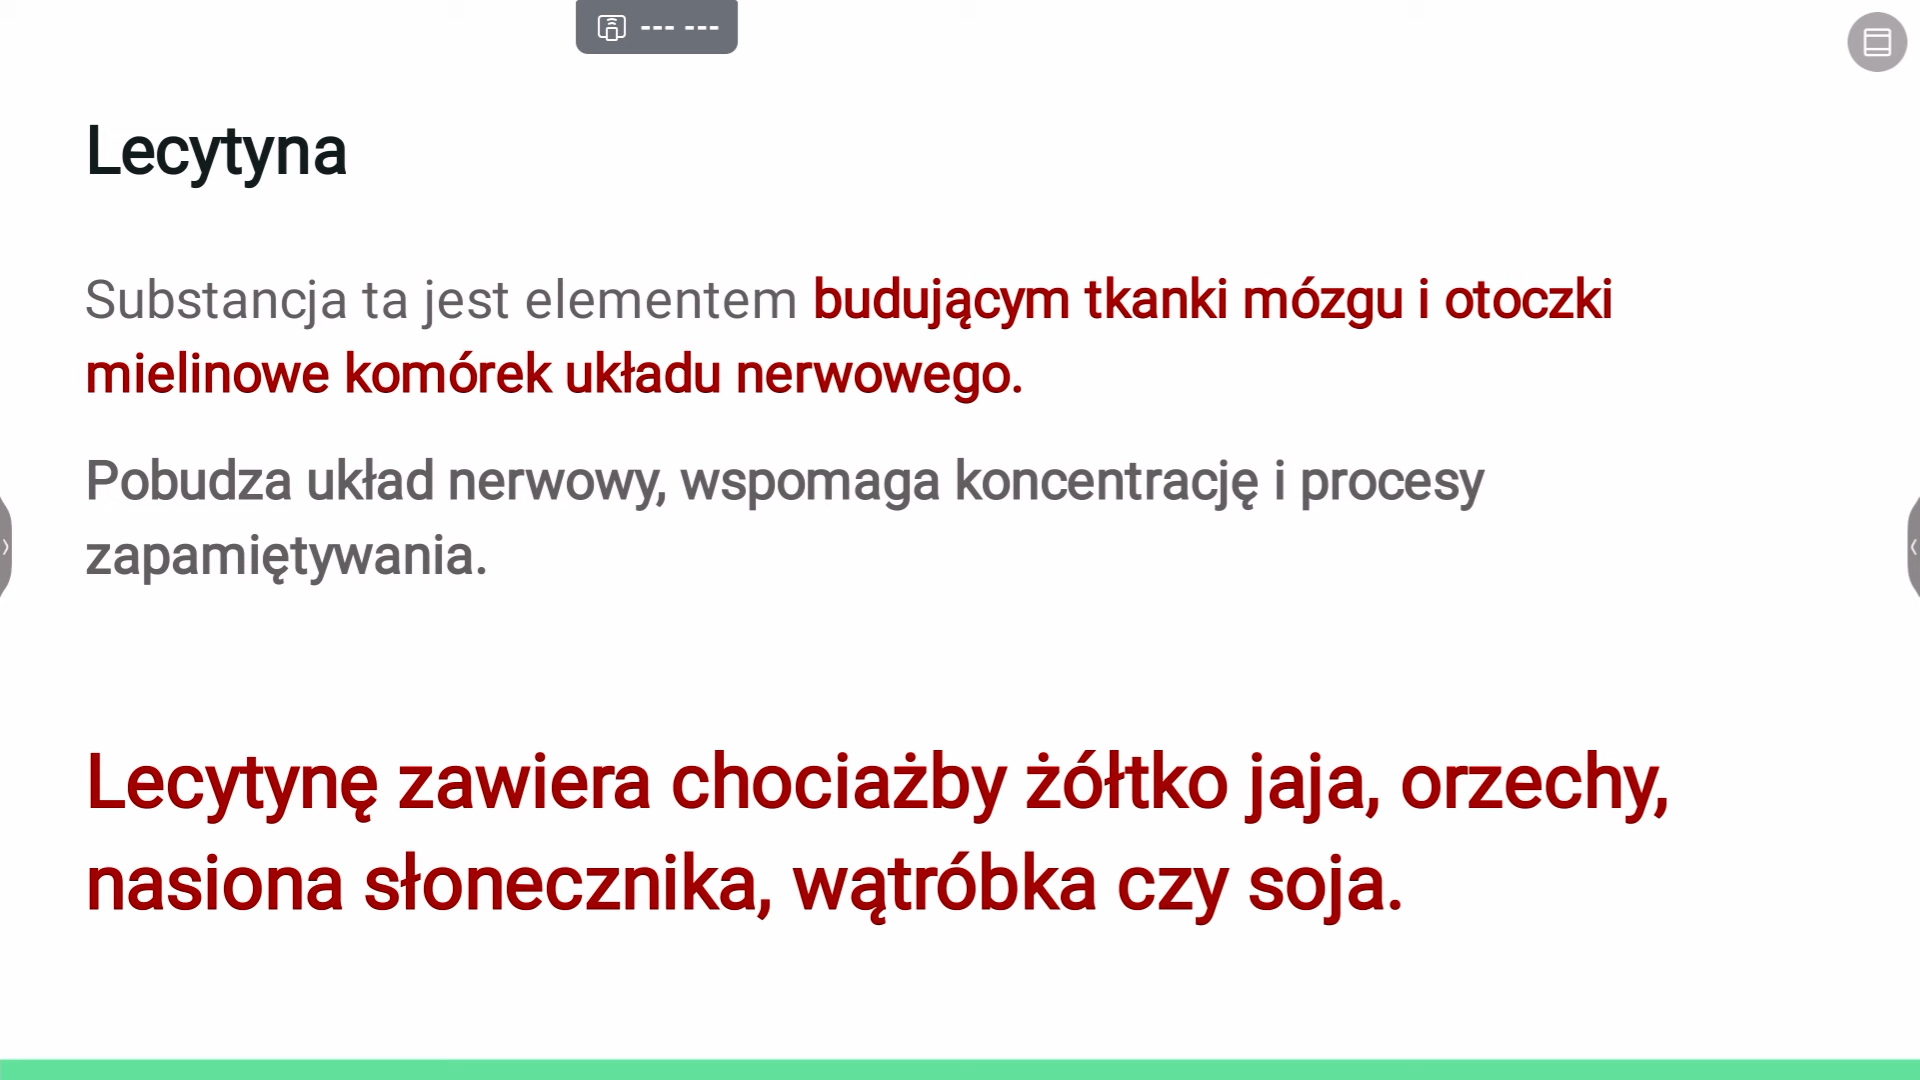 --- ---
Lecytyna
Substancja ta jest elementem budującym tkanki mózgu i otoczki
mielinowe komórek układu nerwowego.
Pobudza układ nerwowy, wspomaga koncentrację i procesy
zapamiętywania.
Lecytynę zawiera chociażby żółtko jaja, orzechy,
nasiona słonecznika, wątróbka czy soja.